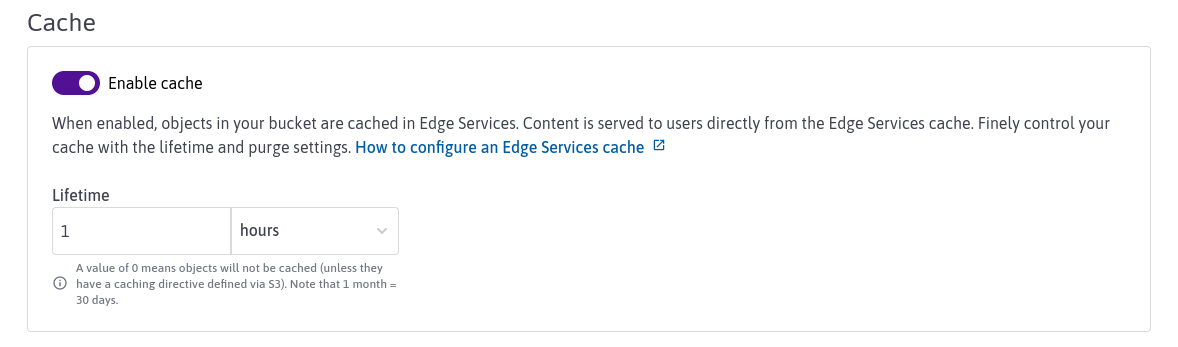 Cache
Enable cache
When enabled, objects in your bucket are cached in Edge Services. Content is served to users directly from the Edge Services cache. Finely control your
cache with the lifetime and purge settings. How to configure an Edge Services cache
Lifetime
1 hours
A value of 0 means objects will not be cached (unless they
have a caching directive defined via S3). Note that 1 month =
30 days.